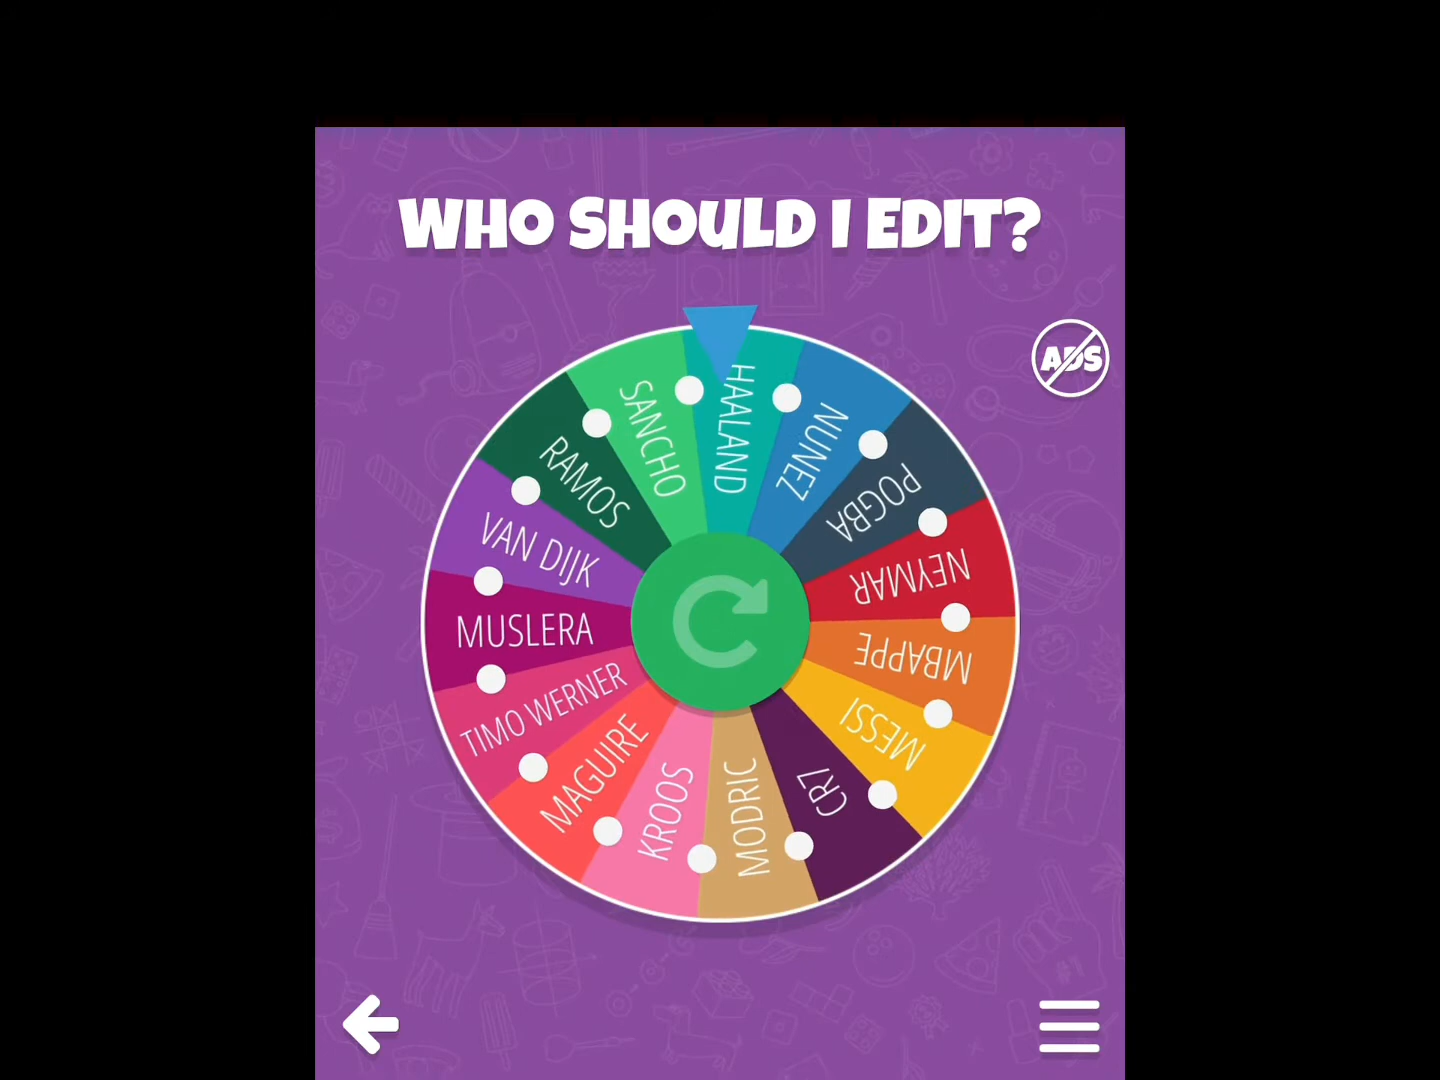 WHO SHOULD I EDIT?
ADS
HAALAND
NUNEZ
POGBA
NEYMAR
MBAPPE
MESSI
CR7
MODRIC
KROOS
MAGUIRE
TIMO WERNER
MUSLERA
VAN DIJK
RAMOS
SANCHO